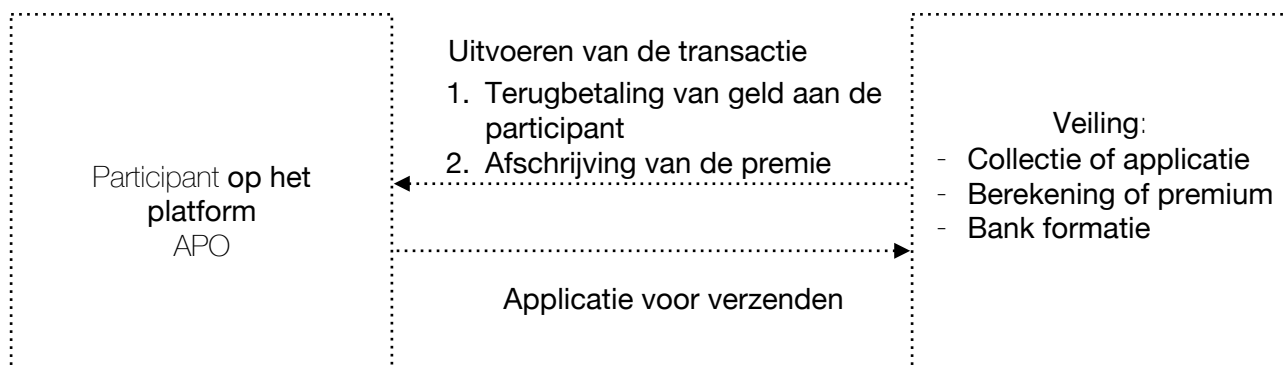 Participant op het
platform
APO
Uitvoeren van de transactie
1. Terugbetaling van geld aan de
participant
2. Afschrijving van de premie
Applicatie voor verzenden
Veiling:
- Collectie of applicatie
- Berekening of premium
- Bank formatie